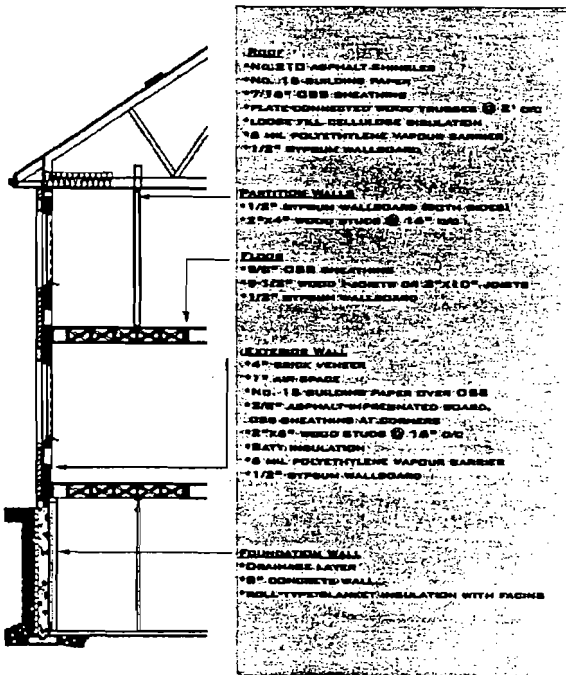 ROOF
*NO. 210 ASPHALT SHINGLES
*NO. 15 BUILDING PAPER
*7/16" OSB SHEATHING
*PLATE CONNECTED WOOD TRUSSES @ 2' O/C
*LOOSE FILL CELLULOSE INSULATION
*6 MIL POLYETHYLENE VAPOUR BARRIER
*1/2" GYPSUM WALLBOARD
PARTITION WALLS
*1/2" GYPSUM WALLBOARD (BOTH SIDES)
*2"X4" WOOD STUDS @ 16" O/C
FLOOR
*5/8" OSB SHEATHING
*9-1/2" WOOD I-JOISTS OR 2"X10" JOISTS
*1/2" GYPSUM WALLBOARD
EXTERIOR WALL
*4" BRICK VENEER
*1" AIR SPACE
*NO. 15 BUILDING PAPER OVER OSB
*3/8" ASPHALT-IMPREGNATED BOARD,
OSB SHEATHING AT CORNERS
*2"X6" WOOD STUDS @ 16" O/C
*BATT INSULATION
*6 MIL POLYETHYLENE VAPOUR BARRIER
*1/2" GYPSUM WALLBOARD
FOUNDATION WALL
*DRAINAGE LAYER
*8" CONCRETE WALL
*ROLL-TYPE BLANKET INSULATION WITH FACING